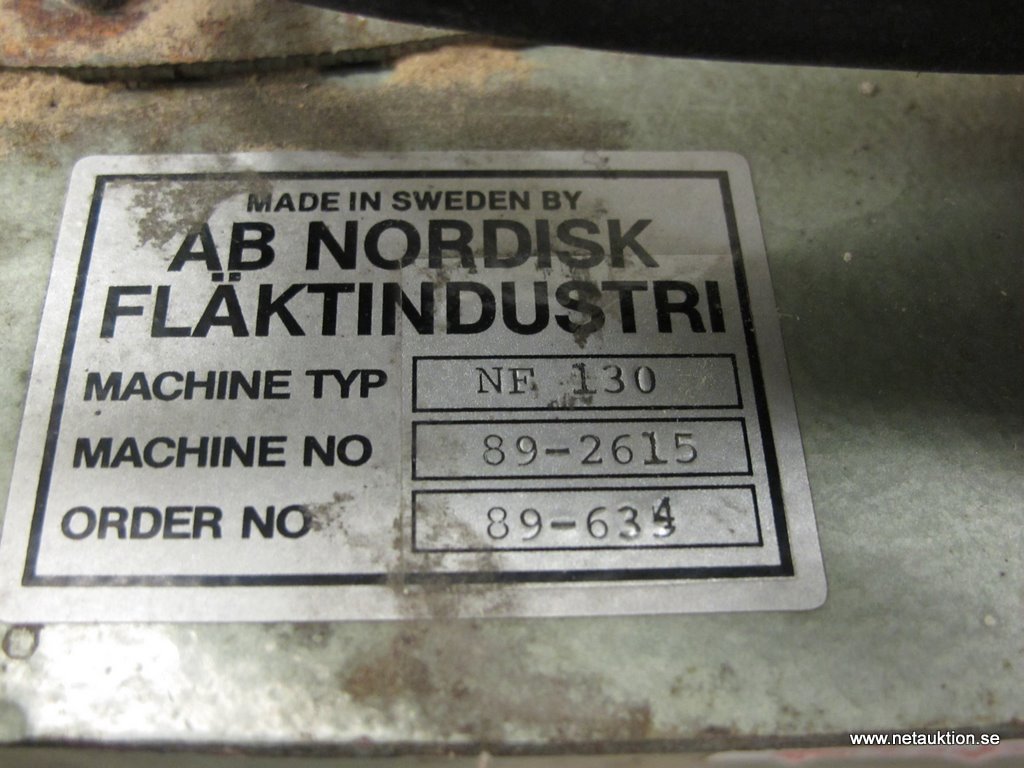 MADE IN SWEDEN BY
AB NORDISK
FLÄKTINDUSTRI
MACHINE TYP NF 130
MACHINE NO 89-2615
ORDER NO
www.netauktion.se